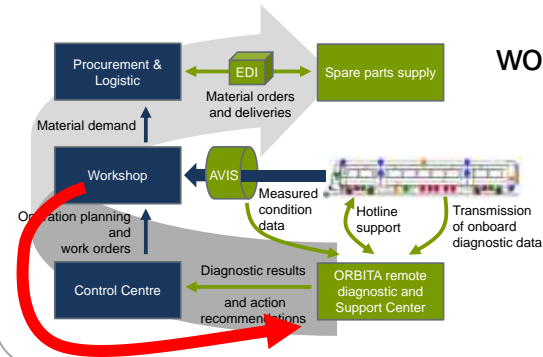 wo
Procurement &
Logistic
EDI
Spare parts supply
Material orders
and deliveries
Material demand
Workshop
AVIS
Measured
condition
data
Hotline
support
Transmission
of onboard
diagnostic data
Operation planning
and
work orders
Control Centre
Diagnostic results
and action
recommendations
ORBITA remote
diagnostic and
Support Center